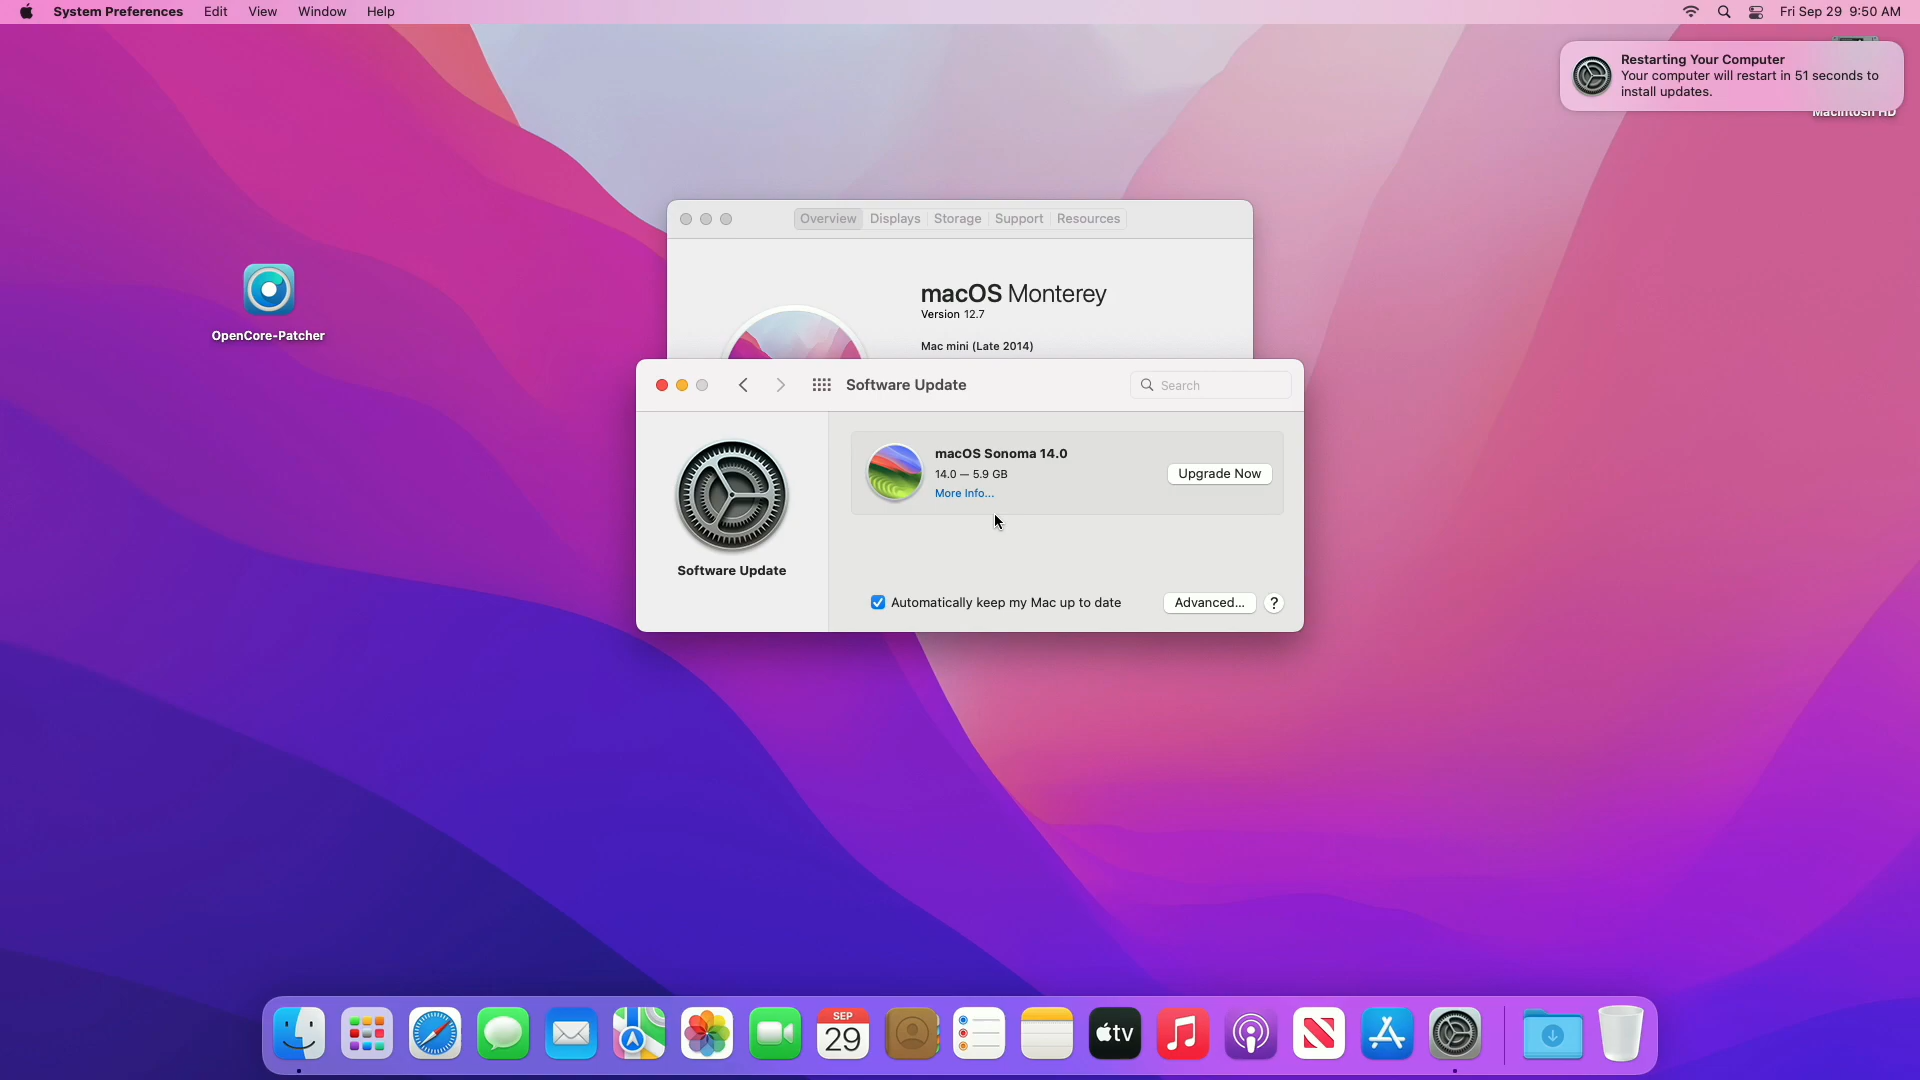 System Preferences Edit View Window Help
Fri Sep 29 9:50 AM
Restarting Your Computer
Your computer will restart in 51 seconds to
install updates.
Macintosh HD
OpenCore-Patcher
Overview Displays Storage Support Resources
macOS Monterey
Version 12.7
Mac mini (Late 2014)
Software Update
Search
macOS Sonoma 14.0
14.0 — 5.9 GB
More Info...
Upgrade Now
Software Update
Automatically keep my Mac up to date
Advanced...
?
SEP
29
tv